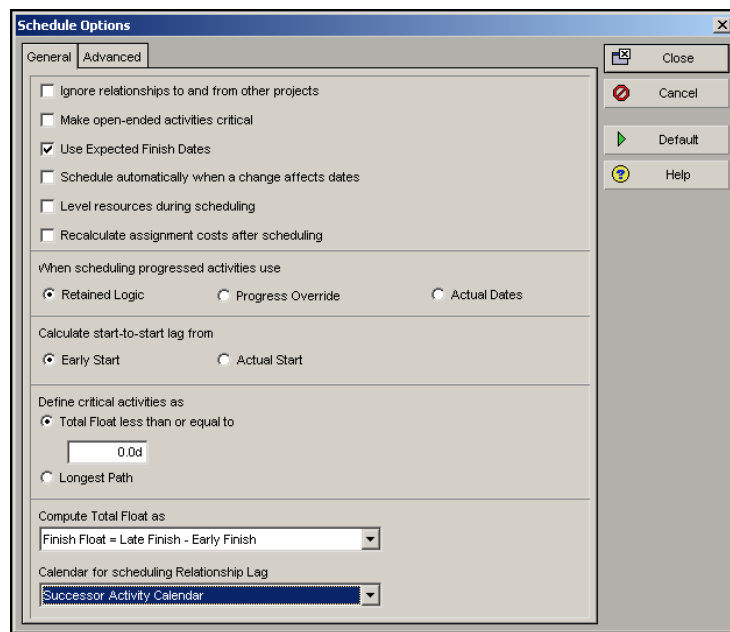 Schedule Options
General Advanced
Close
Ignore relationships to and from other projects
Cancel
Make open-ended activities critical
Use Expected Finish Dates
Default
Schedule automatically when a change affects dates
Help
Level resources during scheduling
Recalculate assignment costs after scheduling
When scheduling progressed activities use
Retained Logic Progress Override Actual Dates
Calculate start-to-start lag from
Early Start Actual Start
Define critical activities as
Total Float less than or equal to
0.0d
Longest Path
Compute Total Float as
Finish Float = Late Finish - Early Finish
Calendar for scheduling Relationship Lag
Successor Activity Calendar